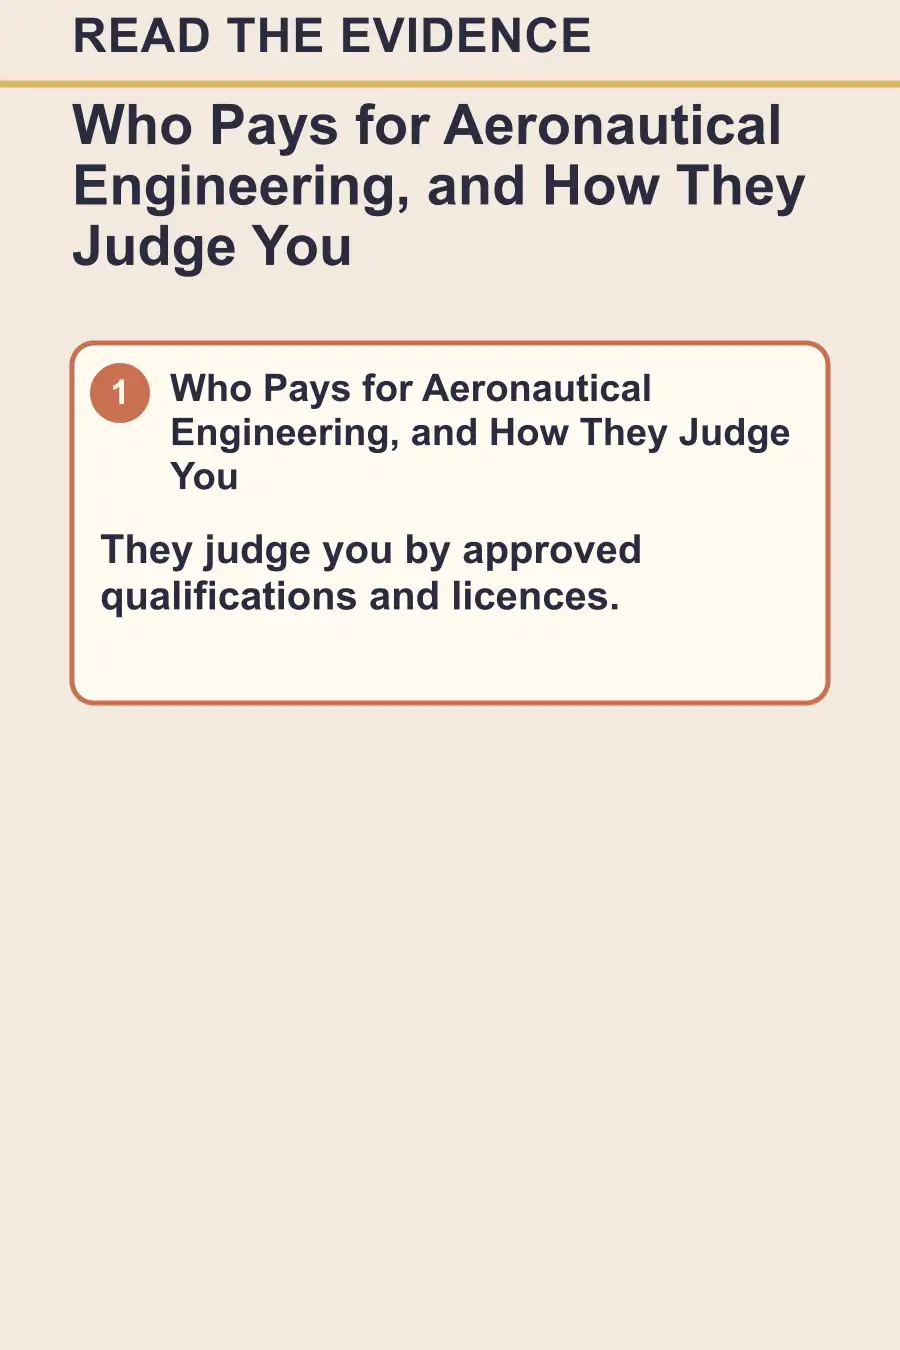 READ THE EVIDENCE
Who Pays for Aeronautical
Engineering, and How They
Judge You
1
Who Pays for Aeronautical
Engineering, and How They Judge
You
They judge you by approved
qualifications and licences.